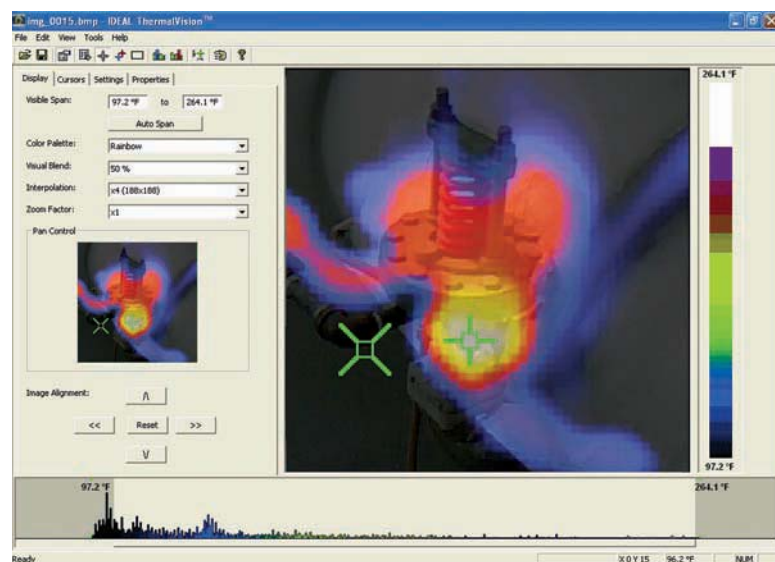 img_0015.bmp - IDEAL ThermalVision™
File Edit View Tools Help
Display Cursors Settings Properties
Visible Span: 97.2 °F to 264.1 °F
Auto Span
Color Palette: Rainbow
Visual Blend: 50 %
Interpolation: x4 (188x188)
Zoom Factor: x1
Pan Control
Image Alignment: /\
<< Reset >>
\/
264.1 °F
97.2 °F
97.2 °F 264.1 °F
Ready X 0 Y 15 96.2 °F NUM